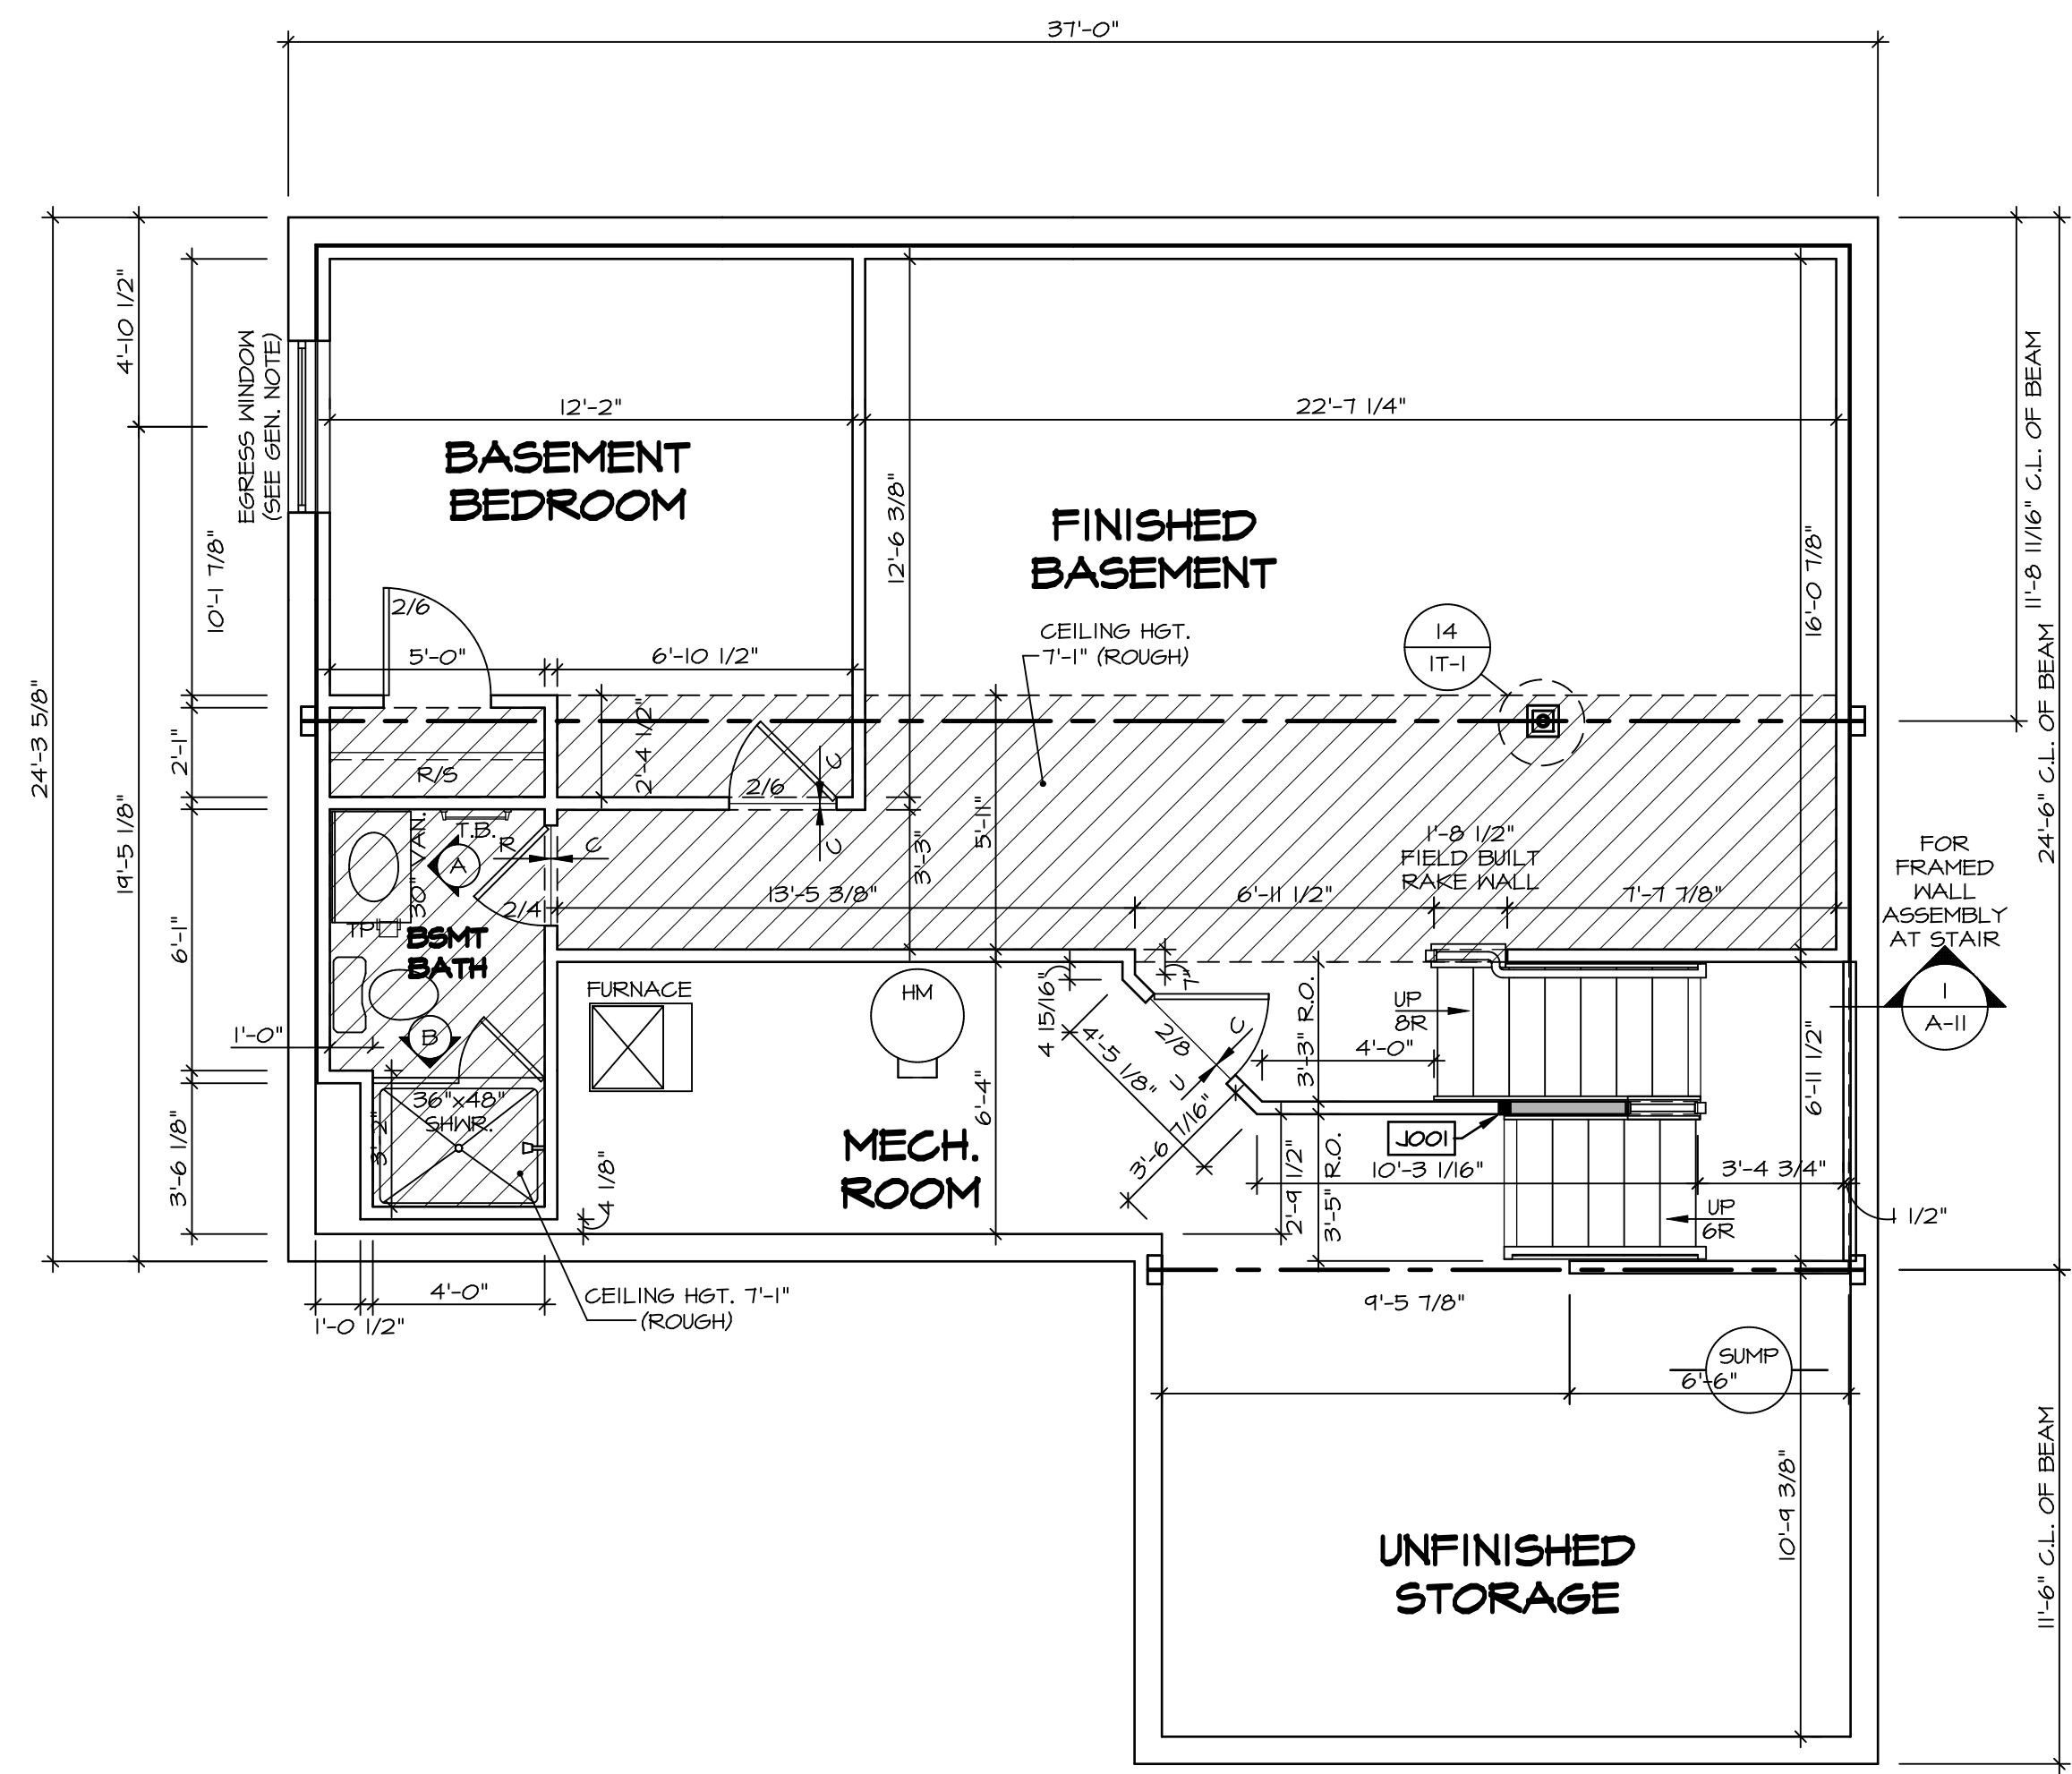 37'-0"
24'-3 5/8"
4'-10 1/2"
19'-5 1/8"
10'-1 7/8"
2'-1"
6'-1"
3'-6 1/8"
EGRESS WINDOW
(SEE GEN. NOTE)
12'-2"
22'-7 1/4"
BASEMENT
BEDROOM
FINISHED
BASEMENT
12'-6 3/8"
16'-0 7/8"
11'-8 11/16" C.L. OF BEAM
24'-6" C.L. OF BEAM
11'-6" C.L. OF BEAM
2/6
5'-0"
6'-10 1/2"
CEILING HGT.
7'-1" (ROUGH)
14
1T-1
2'-4 1/2"
R/S
2/6
C
C
5'-11"
3'-3"
T.B.
30" VAN.
A
R
C
2/4
TP
BSMT
BATH
B
13'-5 3/8"
6'-11 1/2"
1'-8 1/2"
FIELD BUILT
RAKE WALL
7'-7 7/8"
FOR
FRAMED
WALL
ASSEMBLY
AT STAIR
1
A-11
FURNACE
HM
4 15/16"
7"
2/8
C
C
4'-5 1/8"
3'-6 7/16"
3'-3" R.O.
UP
8R
4'-0"
6'-11 1/2"
1'-0"
36"x48"
SHWR.
3'-2"
6'-4"
MECH.
ROOM
4 1/8"
J001
10'-3 1/16"
3'-4 3/4"
2'-9 1/2"
3'-5" R.O.
UP
6R
1 1/2"
4'-0"
1'-0 1/2"
CEILING HGT. 7'-1"
(ROUGH)
9'-5 7/8"
SUMP
6'-6"
10'-9 3/8"
UNFINISHED
STORAGE